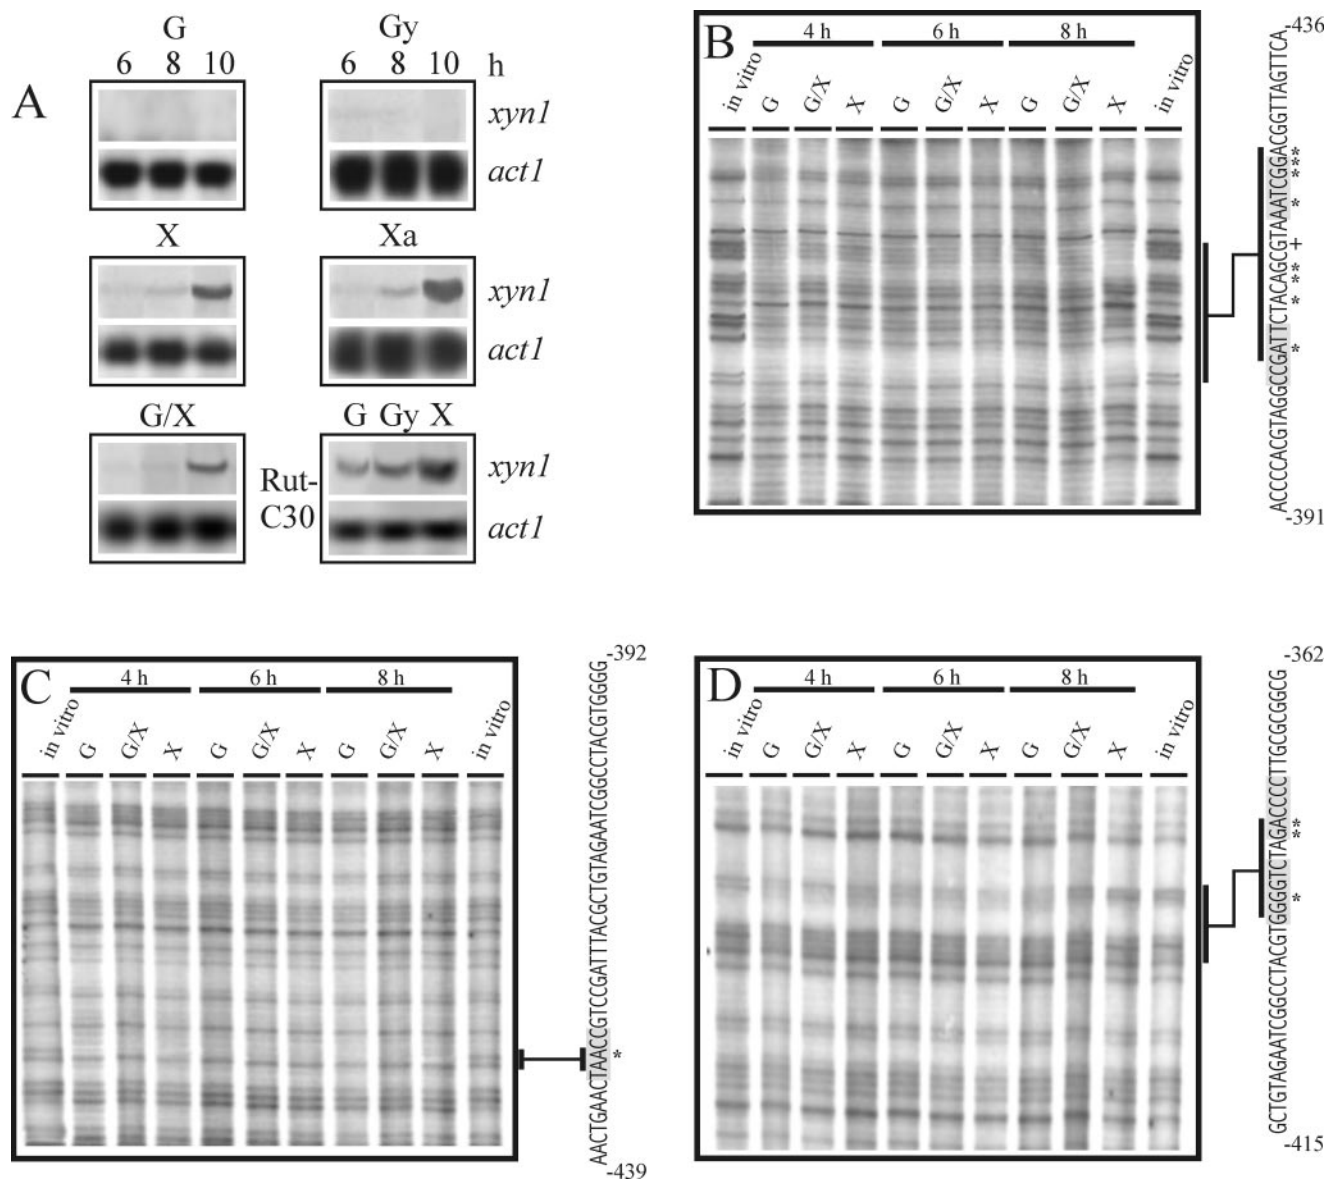 A
G
6 8 10
Gy
6 8 10 h
xyn1
act1
X
Xa
xyn1
act1
G/X
Rut-
C30
G Gy X
xyn1
act1
B
4 h 6 h 8 h
in vitro G G/X X G G/X X G G/X X in vitro
-436
ACCCCACGTAGGCCGATTCTACAGCGTAAATCGGACGGTTAGTTCA
* * * * + * * * *
-391
C
4 h 6 h 8 h
in vitro G G/X X G G/X X G G/X X in vitro
-392
AACTGAACTAACCGTCCGATTTACGCTGTAGAATCGGCCTACGTGGGG
*
-439
D
4 h 6 h 8 h
in vitro G G/X X G G/X X G G/X X in vitro
-362
GCTGTAGAATCGGCCTACGTGGGGTCTAGACCCCTTGCGCGGCG
* * *
-415